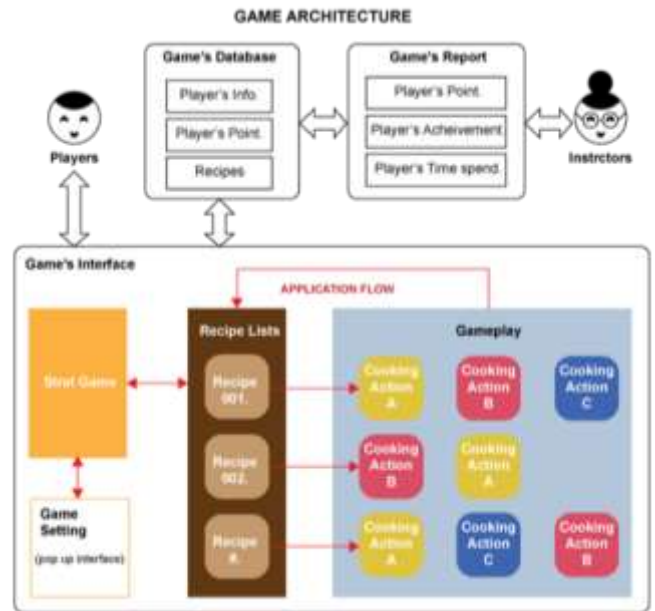 GAME ARCHITECTURE
Game's Database
Player's Info.
Player's Point.
Recipes
Game's Report
Player's Point.
Player's Acheivement.
Player's Time spend.
Players
Instrctors
Game's Interface
APPLICATION FLOW
Strat Game
Game
Setting
(pop up interface)
Recipe Lists
Recipe
001.
Recipe
002.
Recipe
#.
Gameplay
Cooking
Action
A
Cooking
Action
B
Cooking
Action
C
Cooking
Action
B
Cooking
Action
A
Cooking
Action
A
Cooking
Action
C
Cooking
Action
B